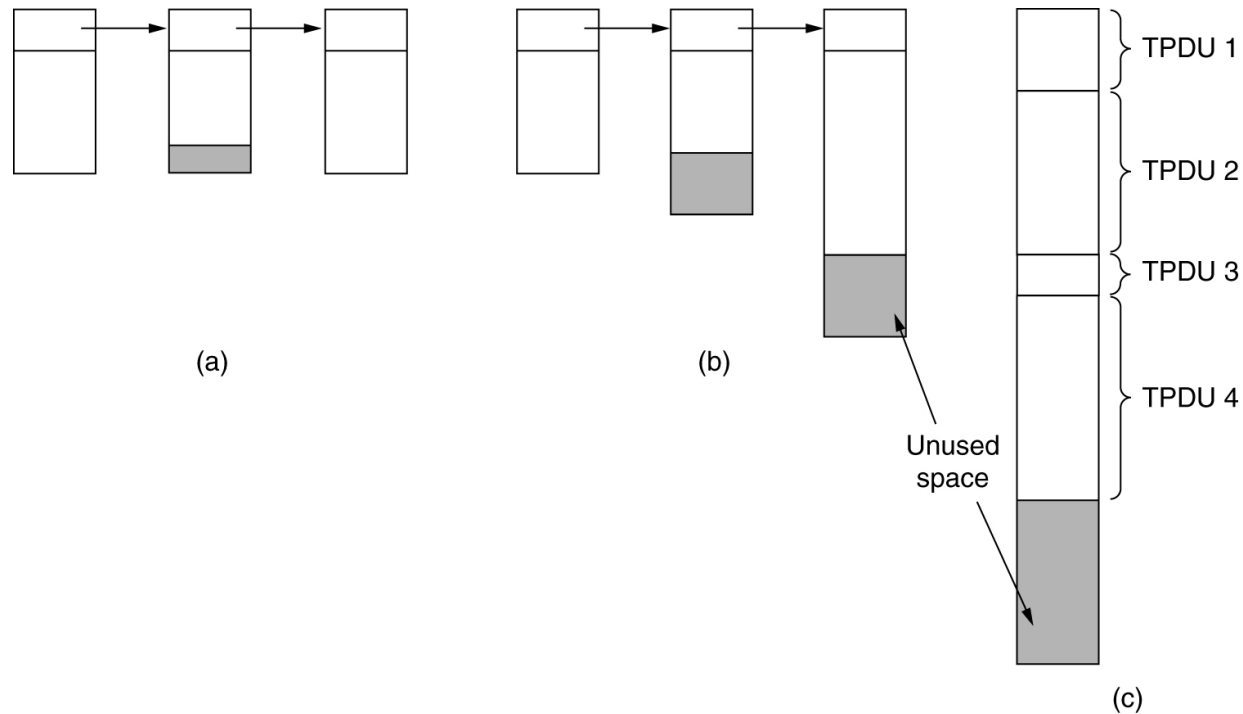 TPDU 1
TPDU 2
TPDU 3
TPDU 4
(a)
(b)
Unused
space
(c)